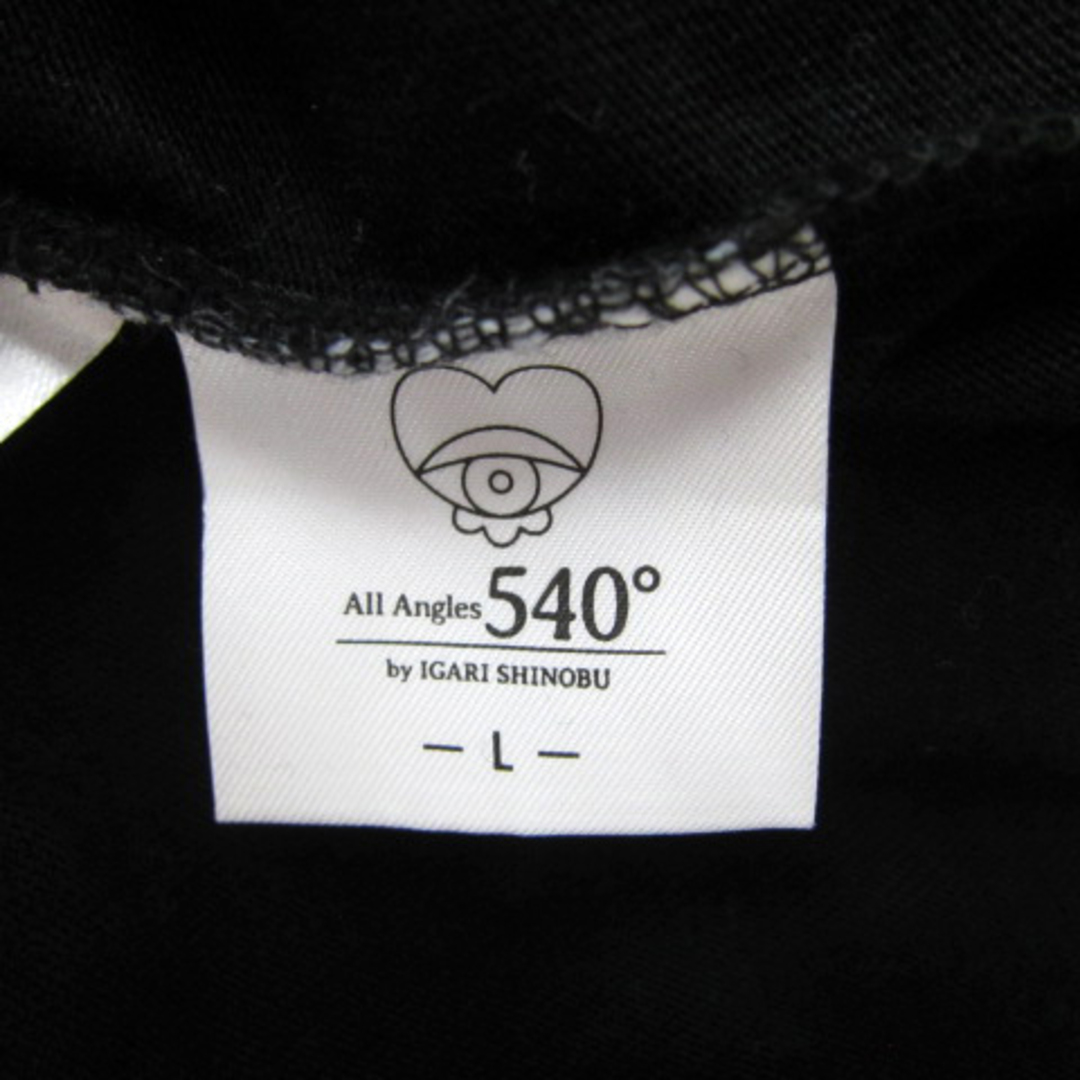 All Angles 540°
by IGARI SHINOBU
— L —